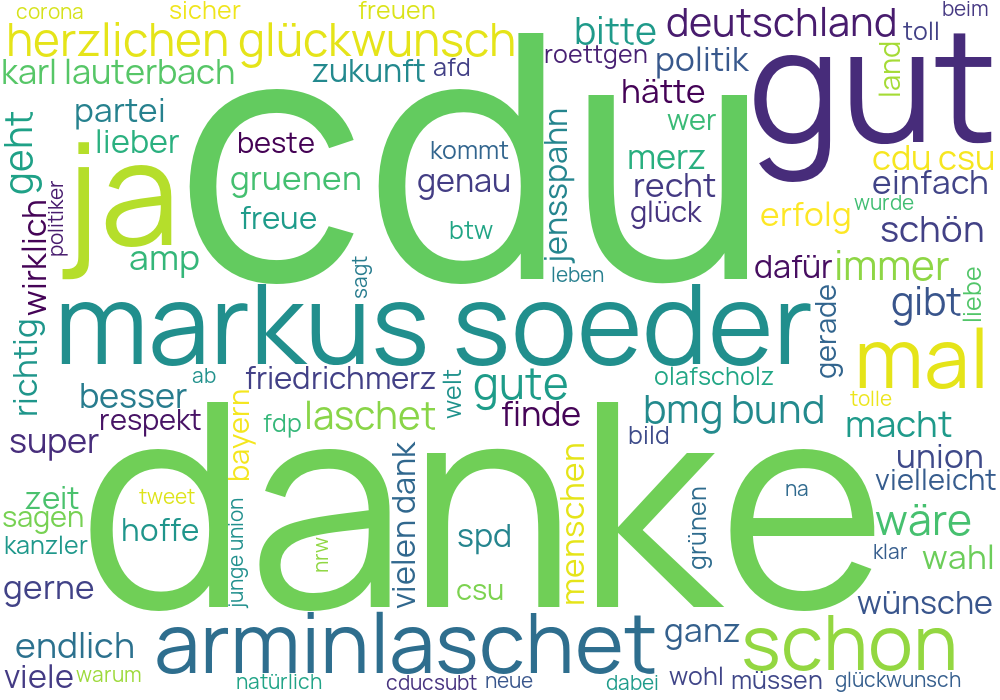 corona
sicher
freuen
beim
herzlichen glückwunsch
bitte
deutschland
toll
roettgen
politik
land
gut
karl lauterbach
zukunft
afd
cdu
hätte
partei
wer
lieber
beste
kommt
jensspahn
merz
cdu csu
geht
ja
gruenen
genau
recht
einfach
politiker
freue
glück
erfolg
wurde
wirklich
btw
schön
amp
sagt
leben
dafür
immer
liebe
markus soeder
gerade
gibt
richtig
mal
ab
friedrichmerz
welt
gute
olafscholz
besser
tolle
respekt
bayern
fdp
laschet
finde
bmg bund
macht
super
danke
bild
union
vielen dank
menschen
vielleicht
zeit
tweet
na
sagen
junge union
hoffe
nrw
spd
grünen
wäre
kanzler
klar
wahl
gerne
csu
wünsche
endlich
arminlaschet
ganz
schon
viele
warum
natürlich
cducsubt
neue
dabei
wohl
müssen
glückwunsch